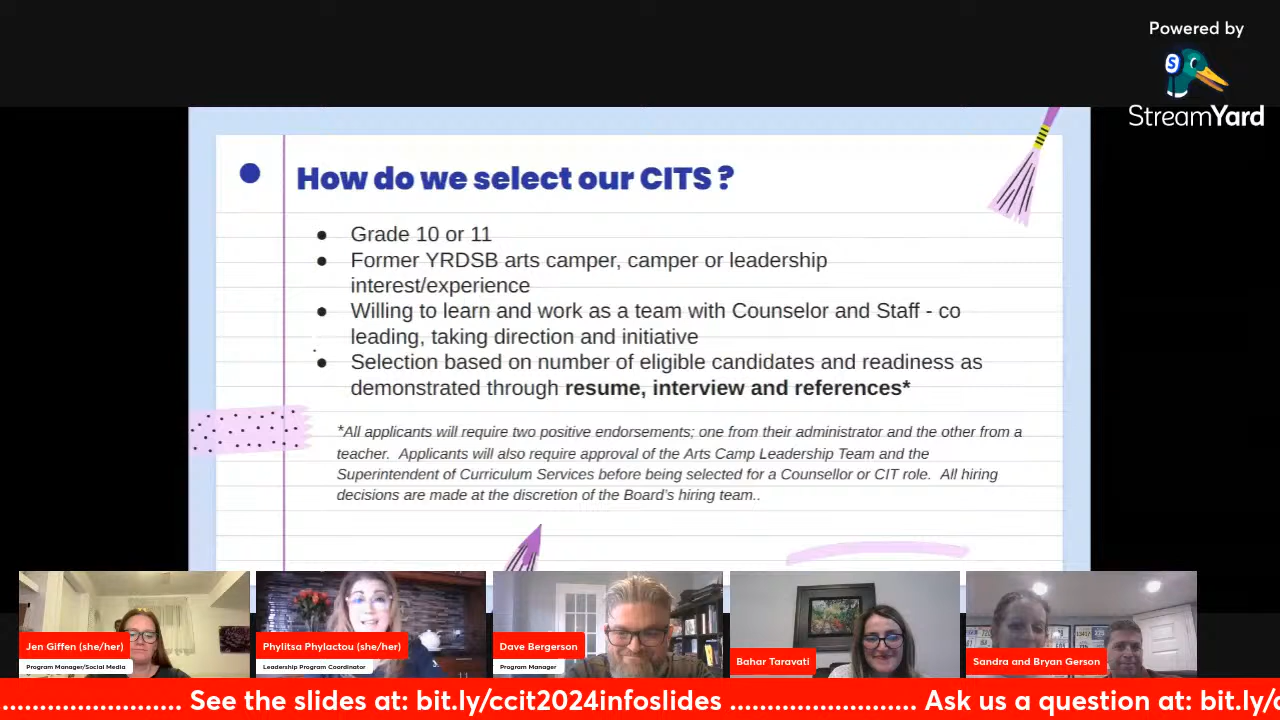 Powered by
S
StreamYard
How do we select our CITS ?
● Grade 10 or 11
● Former YRDSB arts camper, camper or leadership
interest/experience
● Willing to learn and work as a team with Counselor and Staff - co
leading, taking direction and initiative
● Selection based on number of eligible candidates and readiness as
demonstrated through resume, interview and references*
*All applicants will require two positive endorsements; one from their administrator and the other from a
teacher. Applicants will also require approval of the Arts Camp Leadership Team and the
Superintendent of Curriculum Services before being selected for a Counsellor or CIT role. All hiring
decisions are made at the discretion of the Board's hiring team..
Jen Giffen (she/her)
Program Manager/Social Media
Phylitsa Phylactou (she/her)
Leadership Program Coordinator
Dave Bergerson
Program Manager
Bahar Taravati
Sandra and Bryan Gerson
....................... See the slides at: bit.ly/ccit2024infoslides ....................... Ask us a question at: bit.ly/